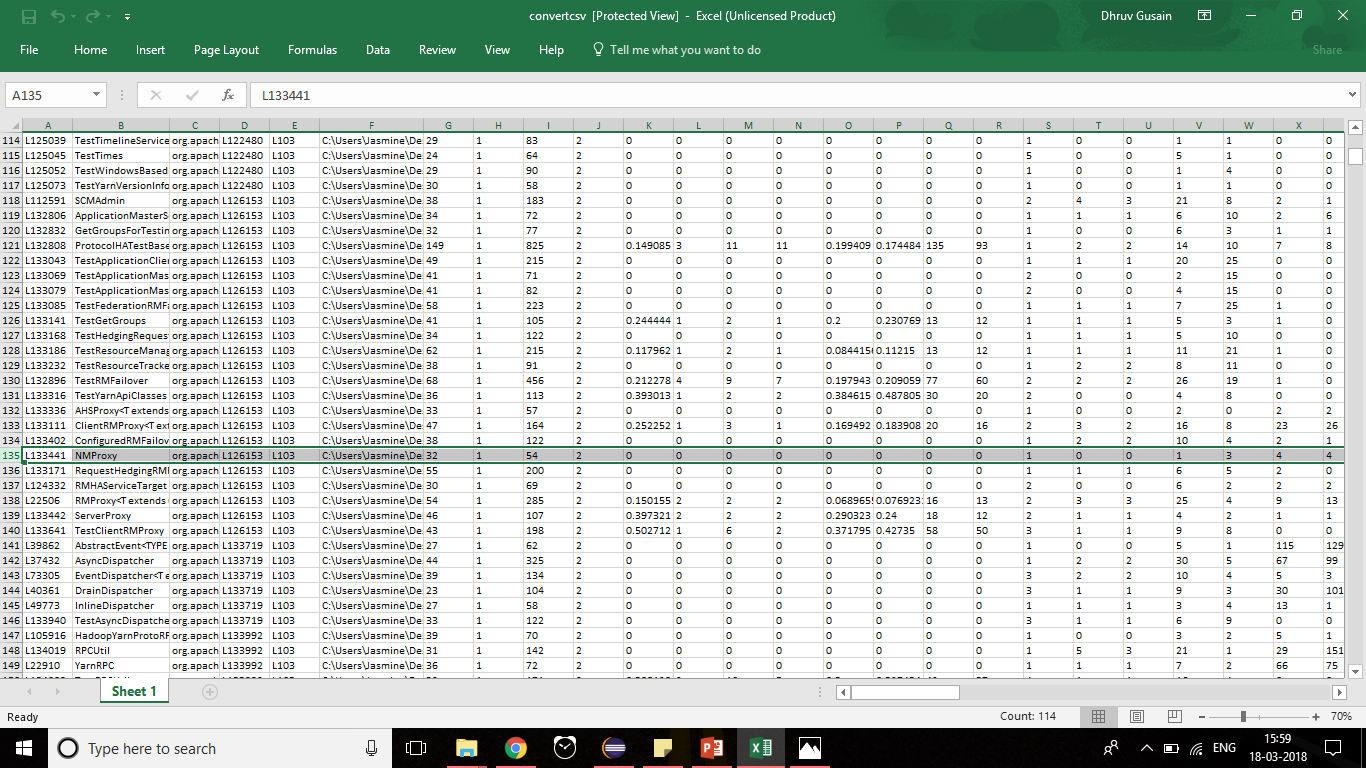 convertcsv [Protected View] - Excel (Unlicensed Product)
Dhruv Gusain
File Home Insert Page Layout Formulas Data Review View Help Tell me what you want to do Share
A135 fx L133441
A B C D E F G H I J K L M N O P Q R S T U V W X
114 L125039 TestTimelineService org.apach L122480 L103 C:\Users\Jasmine\De 29 1 83 2 0 0 0 0 0 0 0 0 1 0 0 1 1 0 0
115 L125045 TestTimes org.apach L122480 L103 C:\Users\Jasmine\De 24 1 64 2 0 0 0 0 0 0 0 0 5 0 0 5 1 0 0
116 L125052 TestWindowsBased org.apach L122480 L103 C:\Users\Jasmine\De 29 1 90 2 0 0 0 0 0 0 0 0 1 0 0 1 4 0 0
117 L125073 TestYarnVersionInfo org.apach L122480 L103 C:\Users\Jasmine\De 30 1 58 2 0 0 0 0 0 0 0 0 1 0 0 1 1 0 0
118 L112591 SCMAdmin org.apach L126153 L103 C:\Users\Jasmine\De 38 1 183 2 0 0 0 0 0 0 0 0 2 4 3 21 8 2 1
119 L132806 ApplicationMasterS org.apach L126153 L103 C:\Users\Jasmine\De 34 1 72 2 0 0 0 0 0 0 0 0 1 1 1 6 10 2 6
120 L132832 GetGroupsForTestin org.apach L126153 L103 C:\Users\Jasmine\De 32 1 77 2 0 0 0 0 0 0 0 0 1 0 0 6 3 1 1
121 L132808 ProtocolHATestBase org.apach L126153 L103 C:\Users\Jasmine\De 149 1 825 2 0.149085 3 11 11 0.199409 0.174484 135 93 1 2 2 14 10 7 8
122 L133043 TestApplicationClie org.apach L126153 L103 C:\Users\Jasmine\De 49 1 215 2 0 0 0 0 0 0 0 0 1 1 1 20 25 0 0
123 L133069 TestApplicationMas org.apach L126153 L103 C:\Users\Jasmine\De 41 1 71 2 0 0 0 0 0 0 0 0 2 0 0 2 15 0 0
124 L133079 TestApplicationMas org.apach L126153 L103 C:\Users\Jasmine\De 41 1 82 2 0 0 0 0 0 0 0 0 2 0 0 4 15 0 0
125 L133085 TestFederationRMFa org.apach L126153 L103 C:\Users\Jasmine\De 58 1 223 2 0 0 0 0 0 0 0 0 1 1 1 7 25 1 0
126 L133141 TestGetGroups org.apach L126153 L103 C:\Users\Jasmine\De 41 1 105 2 0.244444 1 2 1 0.2 0.230769 13 12 1 1 1 5 3 1 0
127 L133168 TestHedgingReques org.apach L126153 L103 C:\Users\Jasmine\De 34 1 122 2 0 0 0 0 0 0 0 0 1 1 1 5 10 0 0
128 L133186 TestResourceManag org.apach L126153 L103 C:\Users\Jasmine\De 62 1 215 2 0.117962 1 2 1 0.084415 0.11215 13 12 1 1 1 11 21 1 0
129 L133232 TestResourceTracke org.apach L126153 L103 C:\Users\Jasmine\De 38 1 91 2 0 0 0 0 0 0 0 0 1 2 2 8 11 0 0
130 L132896 TestRMFailover org.apach L126153 L103 C:\Users\Jasmine\De 68 1 456 2 0.212278 4 9 7 0.197943 0.209059 77 60 2 2 2 26 19 1 0
131 L133316 TestYarnApiClasses org.apach L126153 L103 C:\Users\Jasmine\De 36 1 113 2 0.393013 1 2 2 0.384615 0.487805 30 20 2 0 0 4 8 0 0
132 L133336 AHSProxy<T extends org.apach L126153 L103 C:\Users\Jasmine\De 33 1 57 2 0 0 0 0 0 0 0 0 1 0 0 2 0 2 2
133 L133111 ClientRMProxy<T ext org.apach L126153 L103 C:\Users\Jasmine\De 47 1 164 2 0.252252 1 3 1 0.169492 0.183908 20 16 2 3 2 16 8 23 26
134 L133402 ConfiguredRMFailov org.apach L126153 L103 C:\Users\Jasmine\De 38 1 122 2 0 0 0 0 0 0 0 0 1 2 2 10 4 2 1
135 L133441 NMProxy org.apach L126153 L103 C:\Users\Jasmine\De 32 1 54 2 0 0 0 0 0 0 0 0 1 0 0 1 3 4 4
136 L133171 RequestHedgingRMI org.apach L126153 L103 C:\Users\Jasmine\De 55 1 200 2 0 0 0 0 0 0 0 0 1 1 1 6 5 2 0
137 L124332 RMHAServiceTarget org.apach L126153 L103 C:\Users\Jasmine\De 30 1 69 2 0 0 0 0 0 0 0 0 2 0 0 6 2 2 2
138 L22506 RMProxy<T extends org.apach L126153 L103 C:\Users\Jasmine\De 54 1 285 2 0.150155 2 2 2 0.068965 0.076923 16 13 2 3 3 25 4 9 13
139 L133442 ServerProxy org.apach L126153 L103 C:\Users\Jasmine\De 46 1 107 2 0.397321 2 2 2 0.290323 0.24 18 12 2 1 1 4 2 1 1
140 L133641 TestClientRMProxy org.apach L126153 L103 C:\Users\Jasmine\De 43 1 198 2 0.502712 1 6 2 0.371795 0.42735 58 50 3 1 1 9 8 0 0
141 L39862 AbstractEvent<TYPE org.apach L133719 L103 C:\Users\Jasmine\De 27 1 62 2 0 0 0 0 0 0 0 0 1 0 0 5 1 115 129
142 L37432 AsyncDispatcher org.apach L133719 L103 C:\Users\Jasmine\De 44 1 325 2 0 0 0 0 0 0 0 0 1 2 2 30 5 67 99
143 L73305 EventDispatcher<T e org.apach L133719 L103 C:\Users\Jasmine\De 39 1 134 2 0 0 0 0 0 0 0 0 3 2 2 10 4 5 3
144 L40361 DrainDispatcher org.apach L133719 L103 C:\Users\Jasmine\De 23 1 104 2 0 0 0 0 0 0 0 0 3 1 1 9 3 30 101
145 L49773 InlineDispatcher org.apach L133719 L103 C:\Users\Jasmine\De 27 1 58 2 0 0 0 0 0 0 0 0 1 1 1 3 4 13 1
146 L133940 TestAsyncDispatche org.apach L133719 L103 C:\Users\Jasmine\De 33 1 122 2 0 0 0 0 0 0 0 0 3 1 1 6 9 0 0
147 L105916 HadoopYarnProtoRP org.apach L133992 L103 C:\Users\Jasmine\De 39 1 70 2 0 0 0 0 0 0 0 0 1 0 0 3 2 5 1
148 L134019 RPCUtil org.apach L133992 L103 C:\Users\Jasmine\De 31 1 142 2 0 0 0 0 0 0 0 0 1 5 3 21 1 29 151
149 L22910 YarnRPC org.apach L133992 L103 C:\Users\Jasmine\De 36 1 72 2 0 0 0 0 0 0 0 0 1 1 1 7 2 66 75
Sheet 1
Ready Count: 114 70%
Type here to search ENG 15:59
18-03-2018